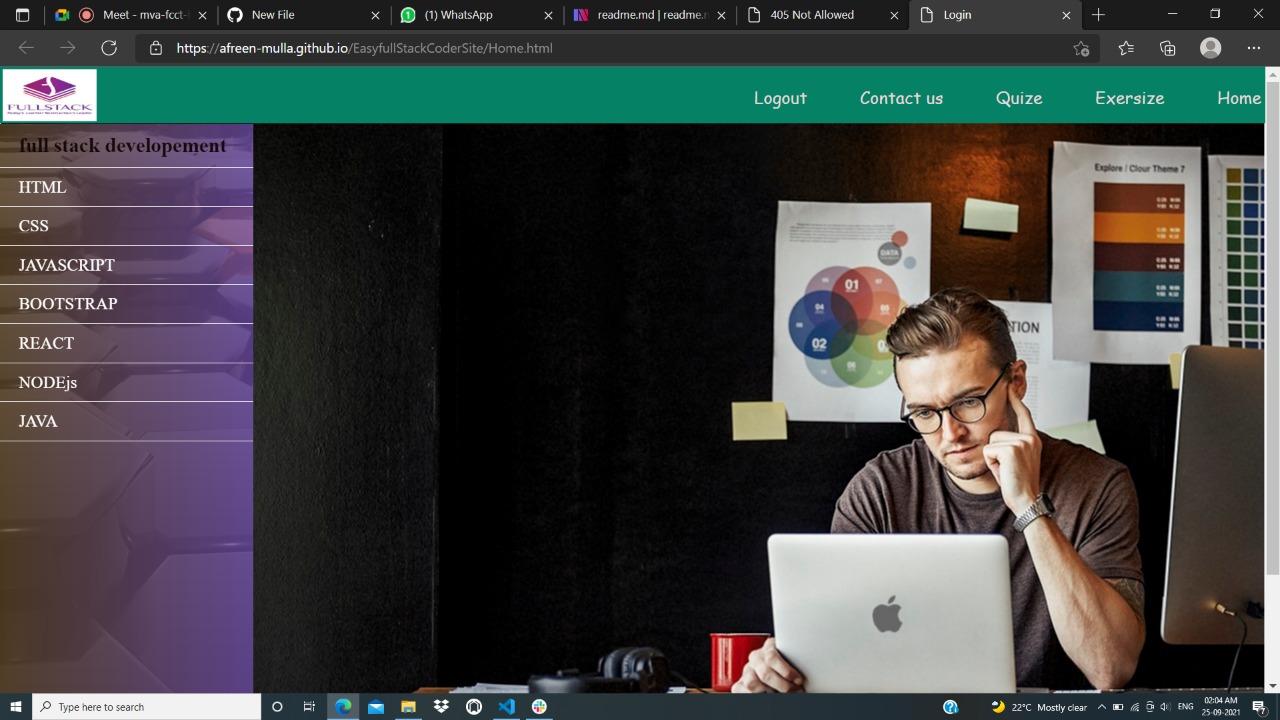 Meet - mva-fcct-
New File
(1) WhatsApp
readme.md | readme.r
405 Not Allowed
Login
https://afreen-mulla.github.io/EasyfullStackCoderSite/Home.html
FULLSTACK
Logout
Contact us
Quize
Exersize
Home
full stack developement
HTML
CSS
JAVASCRIPT
BOOTSTRAP
REACT
NODEjs
JAVA
Explore / Clour Theme 7
DATA
01
02
04
06
TION
Type here to search
22°C Mostly clear
ENG
02:04 AM
25-09-2021
7